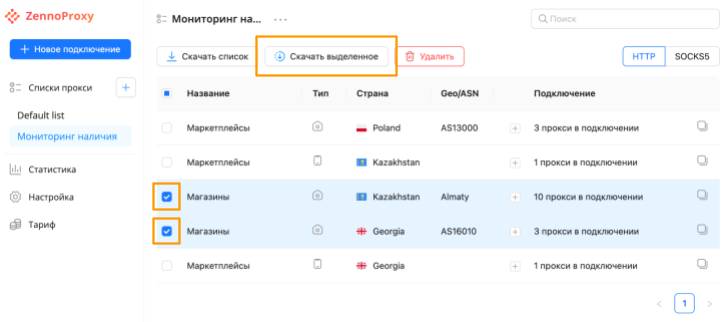 ZennoProxy
Мониторинг на... ...
Поиск
+ Новое подключение
Скачать список
Скачать выделенное
Удалить
HTTP SOCKS5
Списки прокси +
Default list
Мониторинг наличия
Статистика
Настройка
Тариф
Название Тип Страна Geo/ASN Подключение
Маркетплейсы Poland AS13000 + 3 прокси в подключении
Маркетплейсы Kazakhstan + 1 прокси в подключении
Магазины Kazakhstan Almaty + 10 прокси в подключении
Магазины Georgia AS16010 + 3 прокси в подключении
Маркетплейсы Georgia + 1 прокси в подключении
< 1 >